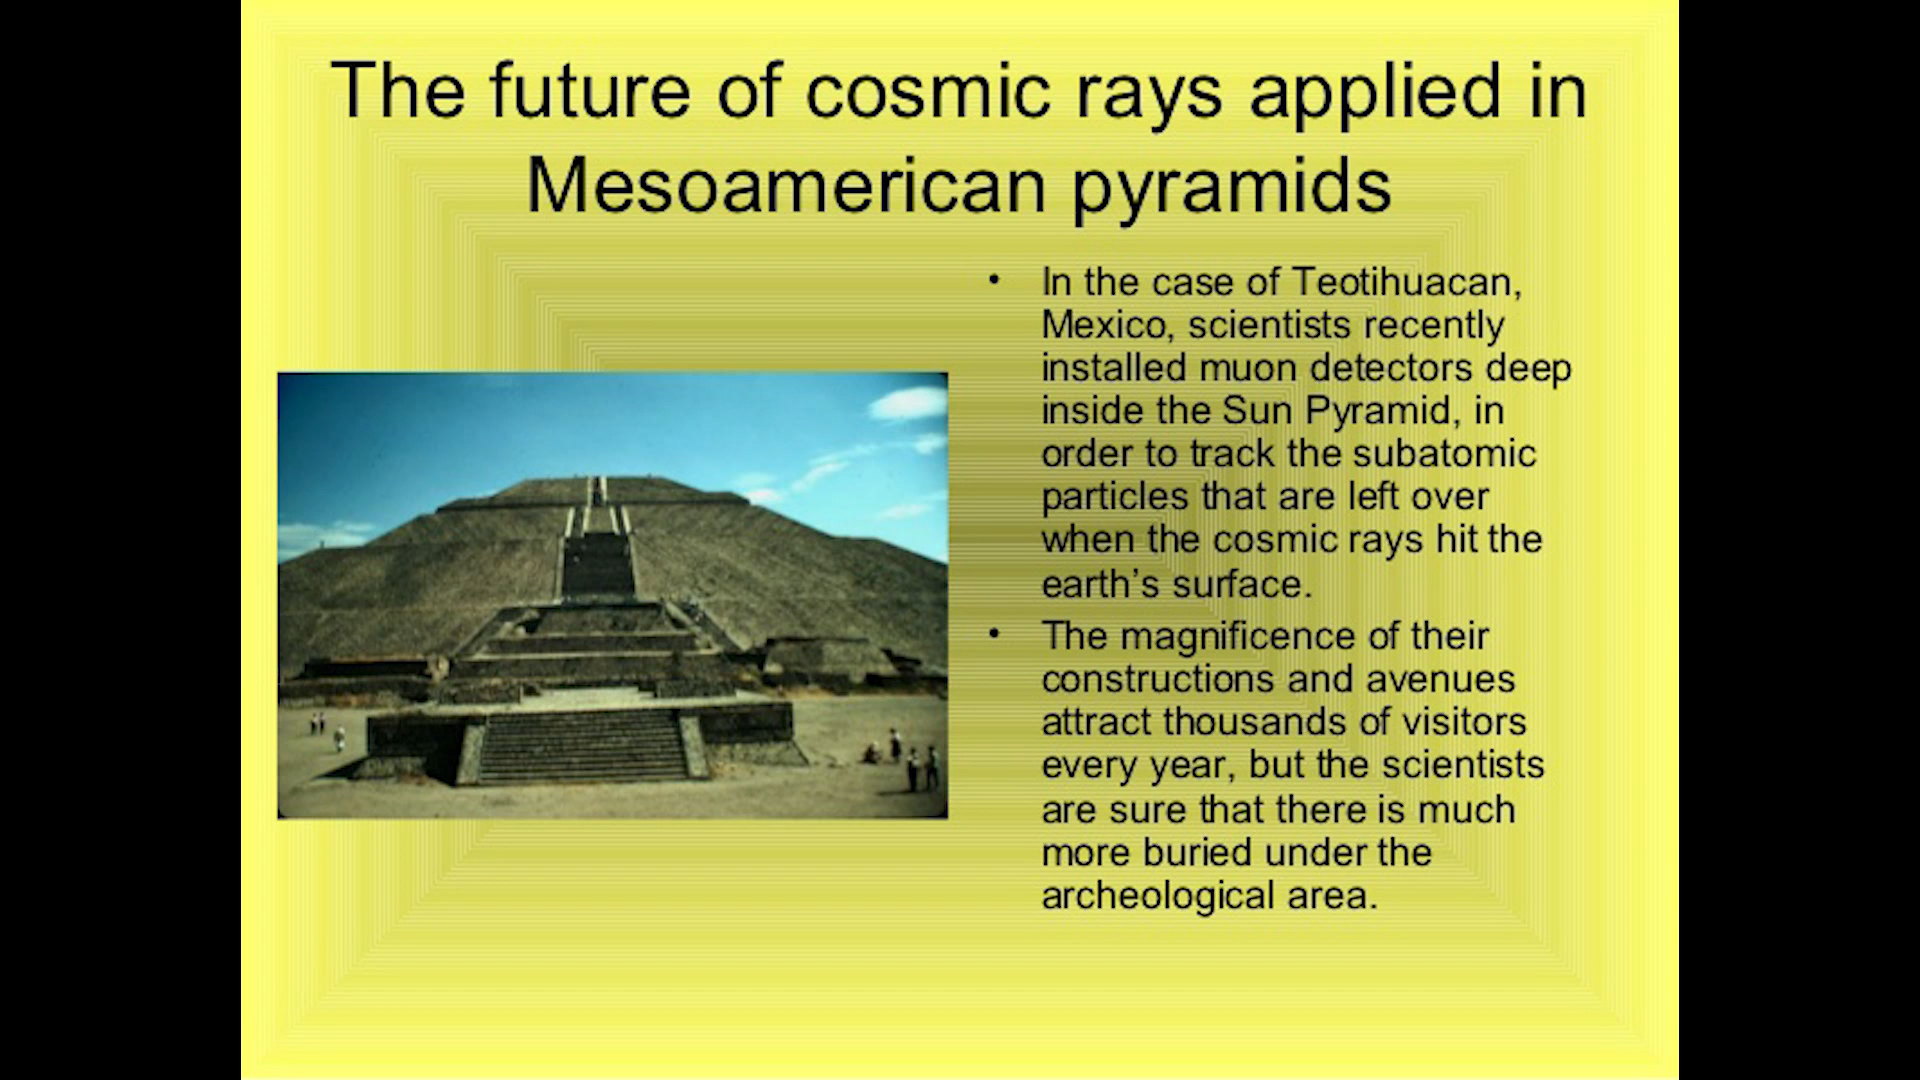 The future of cosmic rays applied in
Mesoamerican pyramids
• In the case of Teotihuacan,
Mexico, scientists recently
installed muon detectors deep
inside the Sun Pyramid, in
order to track the subatomic
particles that are left over
when the cosmic rays hit the
earth’s surface.
• The magnificence of their
constructions and avenues
attract thousands of visitors
every year, but the scientists
are sure that there is much
more buried under the
archeological area.